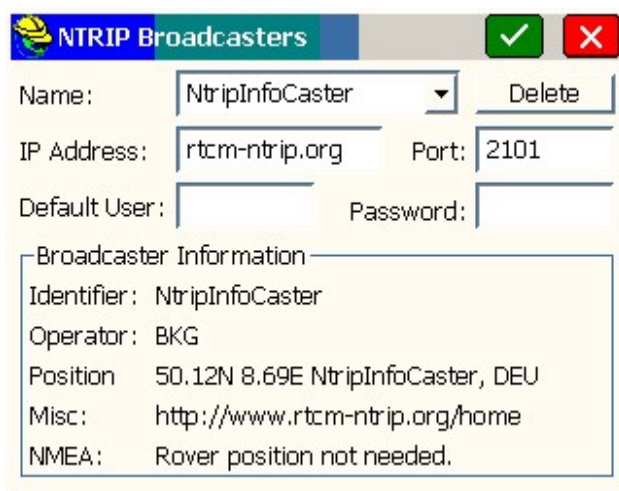 NTRIP Broadcasters
Name: NtripInfoCaster Delete
IP Address: rtcm-ntrip.org Port: 2101
Default User: Password:
Broadcaster Information
Identifier: NtripInfoCaster
Operator: BKG
Position 50.12N 8.69E NtripInfoCaster, DEU
Misc: http://www.rtcm-ntrip.org/home
NMEA: Rover position not needed.